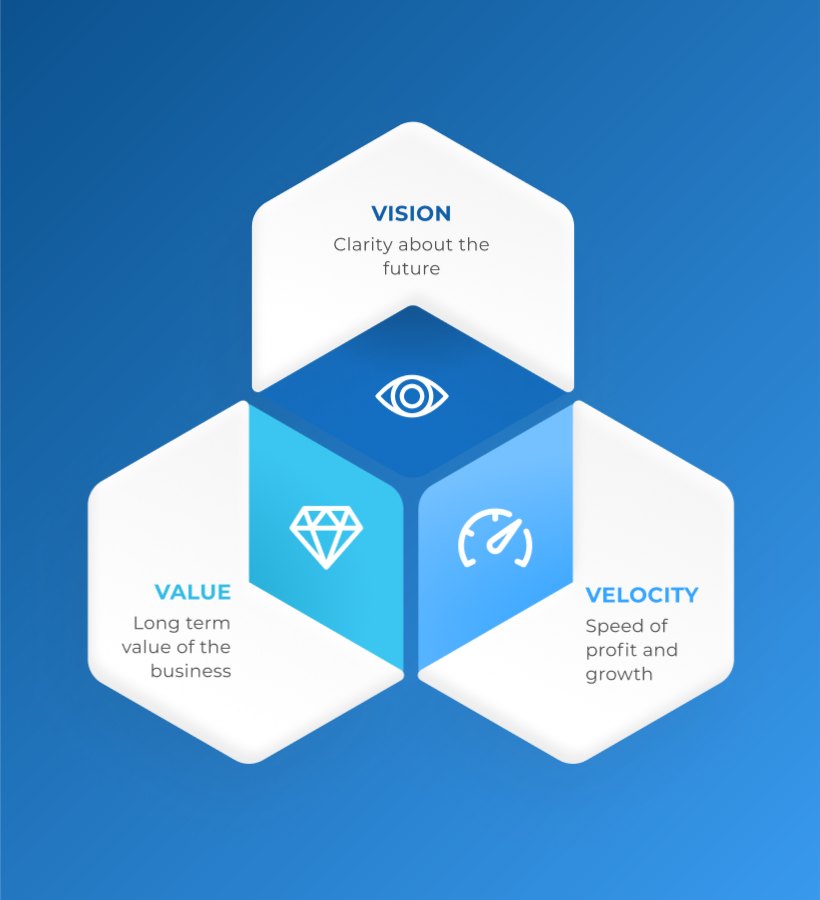 VISION
Clarity about the
future
VALUE
Long term
value of the
business
VELOCITY
Speed of
profit and
growth